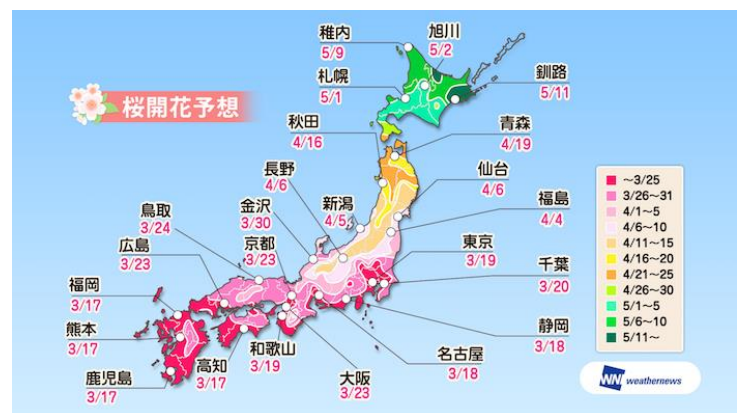 桜開花予想
稚内
5/9
旭川
5/2
札幌
5/1
釧路
5/11
秋田
4/16
青森
4/19
長野
4/6
仙台
4/6
新潟
4/5
福島
4/4
鳥取
3/24
金沢
3/30
広島
3/23
京都
3/23
東京
3/19
千葉
3/20
福岡
3/17
静岡
3/18
熊本
3/17
鹿児島
3/17
高知
3/17
和歌山
3/19
大阪
3/23
名古屋
3/18
~3/25
3/26~31
4/1~5
4/6~10
4/11~15
4/16~20
4/21~25
4/26~30
5/1~5
5/6~10
5/11~
WN weathernews